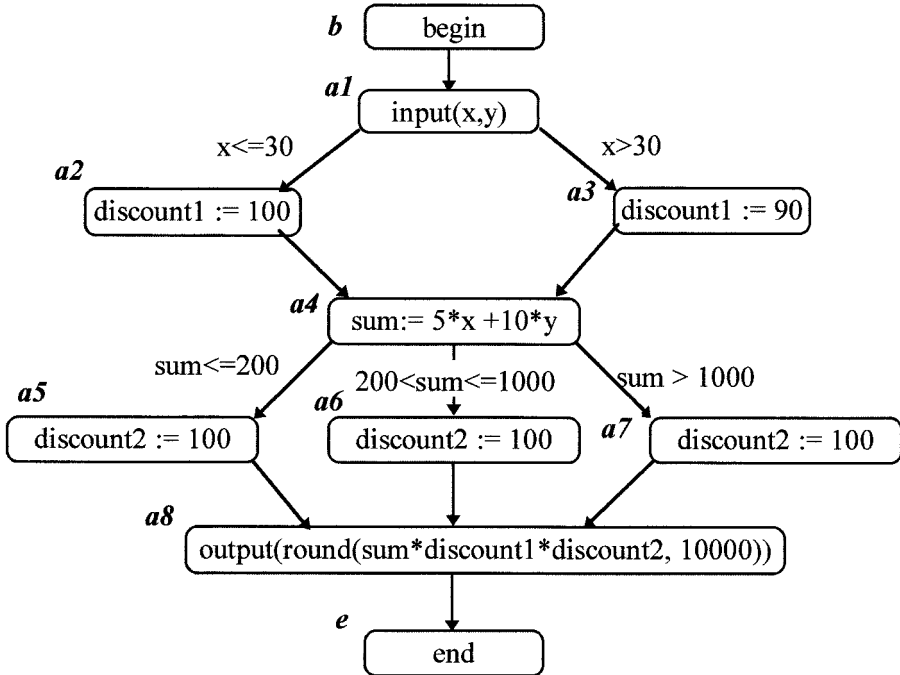 b
begin
a1
input(x,y)
x<=30
x>30
a2
discount1 := 100
a3
discount1 := 90
a4
sum:= 5*x +10*y
sum<=200
200<sum<=1000
sum > 1000
a5
discount2 := 100
a6
discount2 := 100
a7
discount2 := 100
a8
output(round(sum*discount1*discount2, 10000))
e
end